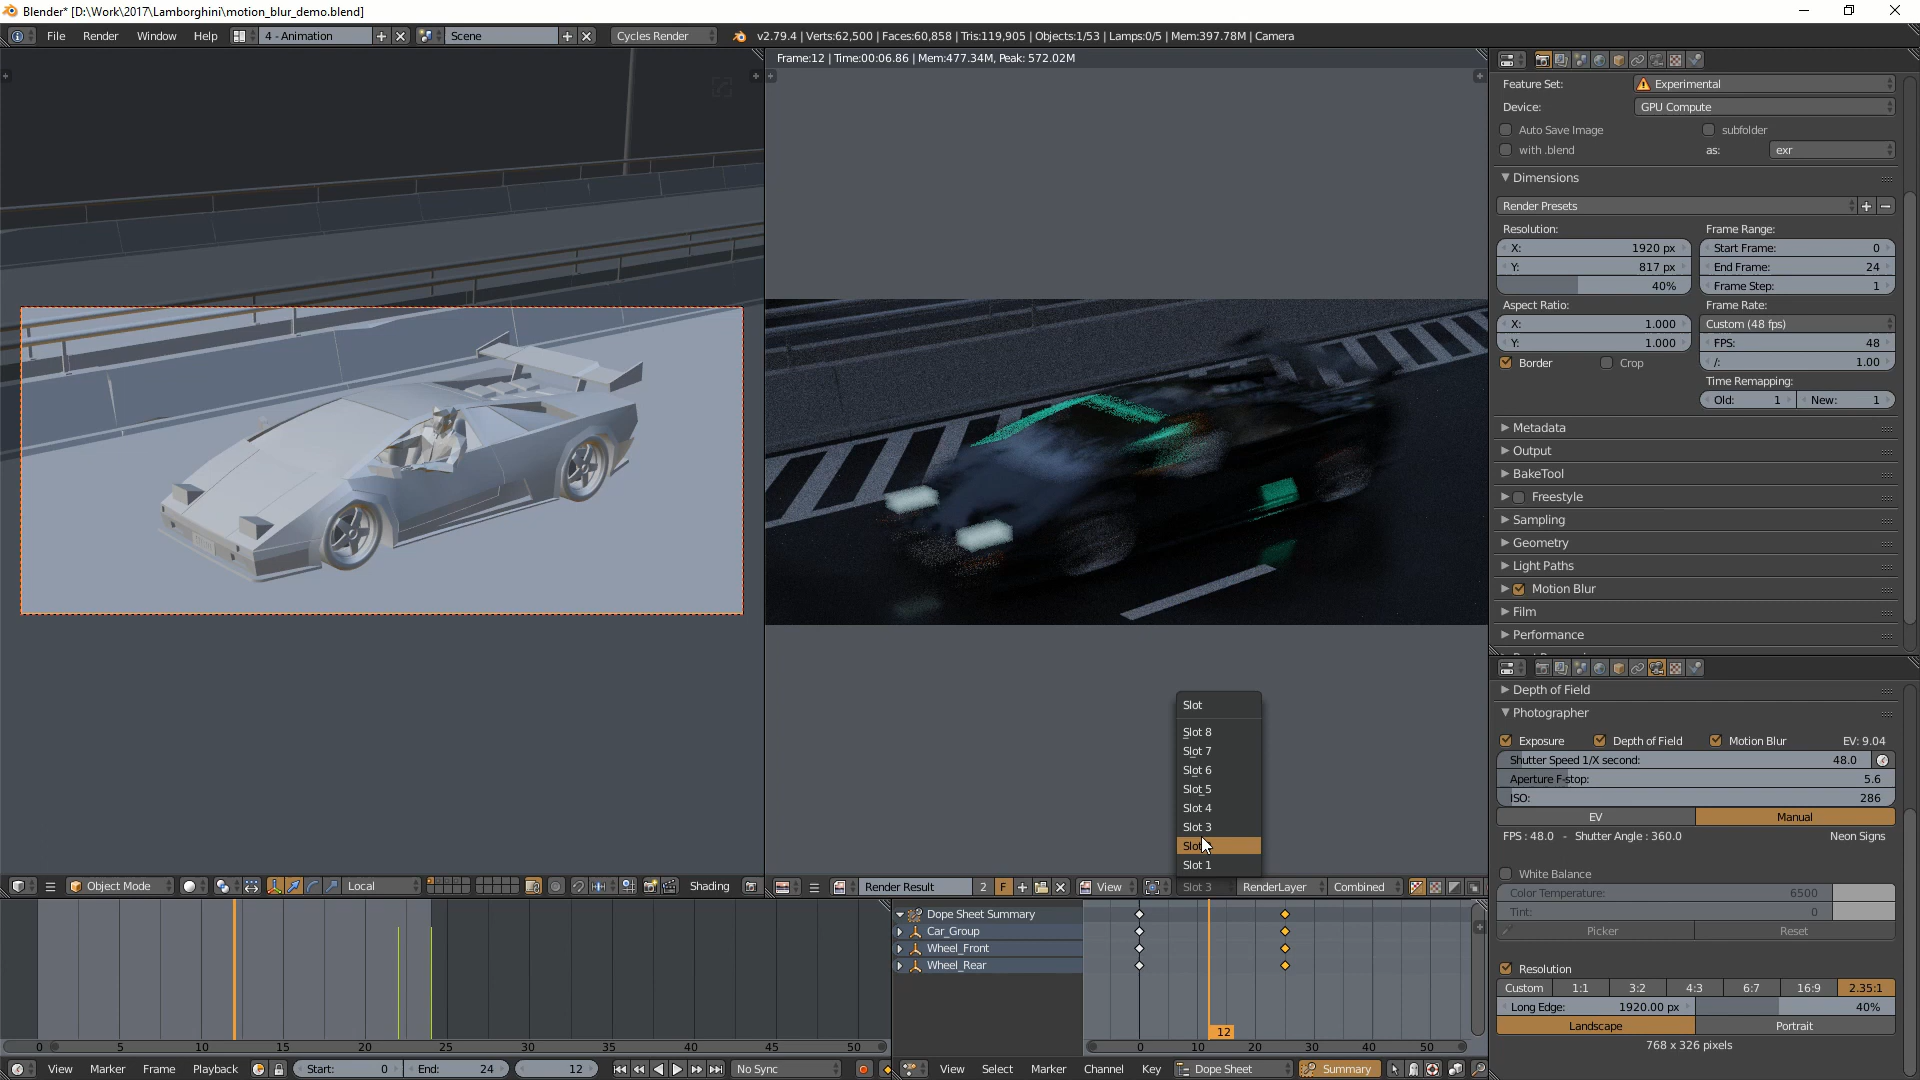 Blender* [D:\Work\2017\Lamborghini\motion_blur_demo.blend]
File Render Window Help 4 - Animation Scene Cycles Render v2.79.4 | Verts:62,500 | Faces:60,858 | Tris:119,905 | Objects:1/53 | Lamps:0/5 | Mem:397.78M | Camera
Frame:12 | Time:00:06.86 | Mem:477.34M, Peak: 572.02M
Feature Set: Experimental
Device: GPU Compute
Auto Save Image subfolder
with .blend as: exr
Dimensions
Render Presets
Resolution: Frame Range:
X: 1920 px Start Frame: 0
Y: 817 px End Frame: 24
40% Frame Step: 1
Aspect Ratio: Frame Rate:
X: 1.000 Custom (48 fps)
Y: 1.000 FPS: 48
Border Crop /: 1.00
Time Remapping:
Old: 1 New: 1
Metadata
Output
BakeTool
Freestyle
Sampling
Geometry
Light Paths
Motion Blur
Film
Performance
Depth of Field
Photographer
Exposure Depth of Field Motion Blur EV: 9.04
Shutter Speed 1/X second: 48.0
Aperture F-stop: 5.6
ISO: 286
EV Manual
FPS : 48.0 - Shutter Angle : 360.0 Neon Signs
White Balance
Color Temperature: 6500
Tint: 0
Picker Reset
Resolution
Custom 1:1 3:2 4:3 6:7 16:9 2.35:1
Long Edge: 1920.00 px 40%
Landscape Portrait
768 x 326 pixels
Slot
Slot 8
Slot 7
Slot 6
Slot 5
Slot 4
Slot 3
Slot
Slot 1
Object Mode Local Shading
Render Result 2 F View Slot 3 RenderLayer Combined
Dope Sheet Summary
Car_Group
Wheel_Front
Wheel_Rear
12
0 5 10 15 20 25 30 35 40 45 50
0 10 20 30 40 50
View Marker Frame Playback Start: 0 End: 24 12 No Sync
View Select Marker Channel Key Dope Sheet Summary